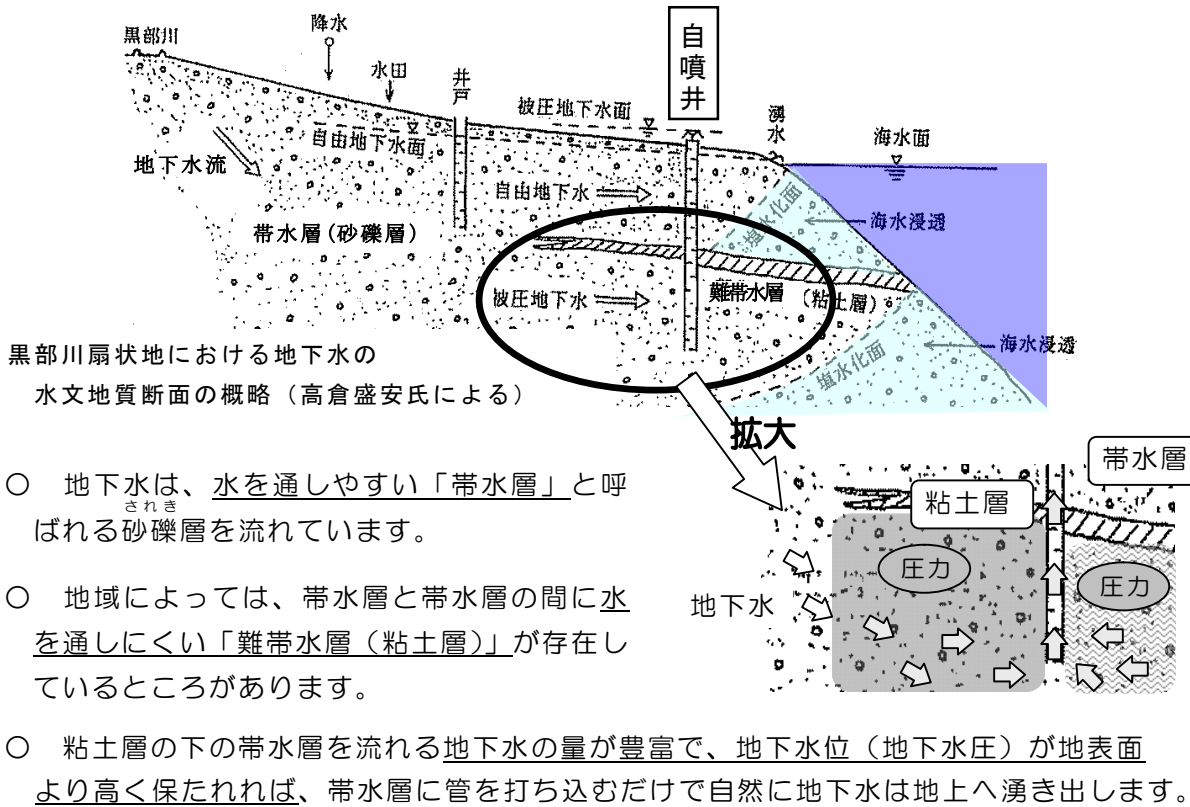 黒部川
降水
水田
井戸
被圧地下水面
自噴井
湧水
海水面
自由地下水面
地下水流
自由地下水
塩水化面
海水浸透
帯水層(砂礫層)
被圧地下水
難帯水層
(粘土層)
塩水化面
海水浸透
黒部川扇状地における地下水の
水文地質断面の概略(高倉盛安氏による)
拡大
帯水層
粘土層
圧力
圧力
地下水
○ 地下水は、水を通しやすい「帯水層」と呼
されき
ばれる砂礫層を流れています。
○ 地域によっては、帯水層と帯水層の間に水
を通しにくい「難帯水層(粘土層)」が存在し
ているところがあります。
○ 粘土層の下の帯水層を流れる地下水の量が豊富で、地下水位(地下水圧)が地表面
より高く保たれれば、帯水層に管を打ち込むだけで自然に地下水は地上へ湧き出します。